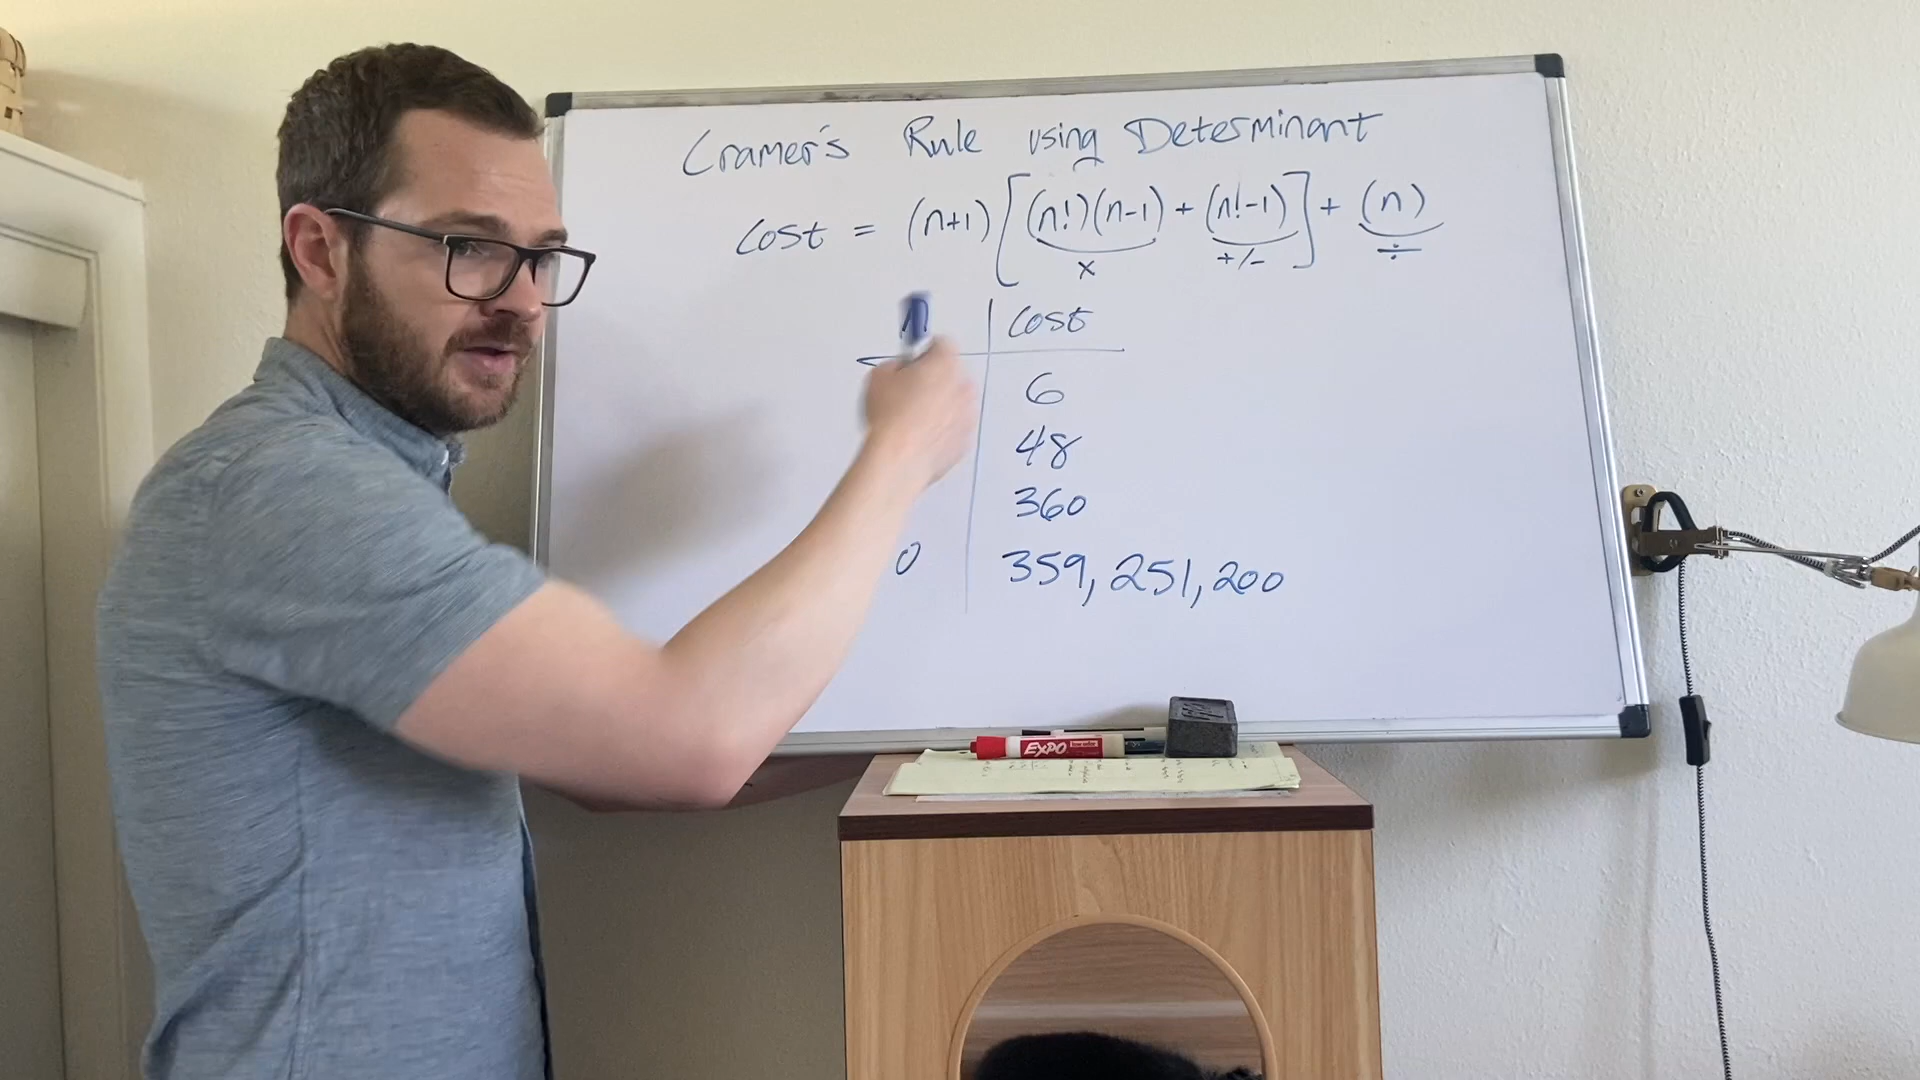 Cramer's Rule using Determinant
Cost = (n+1) [(n!)(n-1) + (n!-1)] + (n)
x +/- ÷
n | Cost
6
48
360
0 359,251,200
EXPO